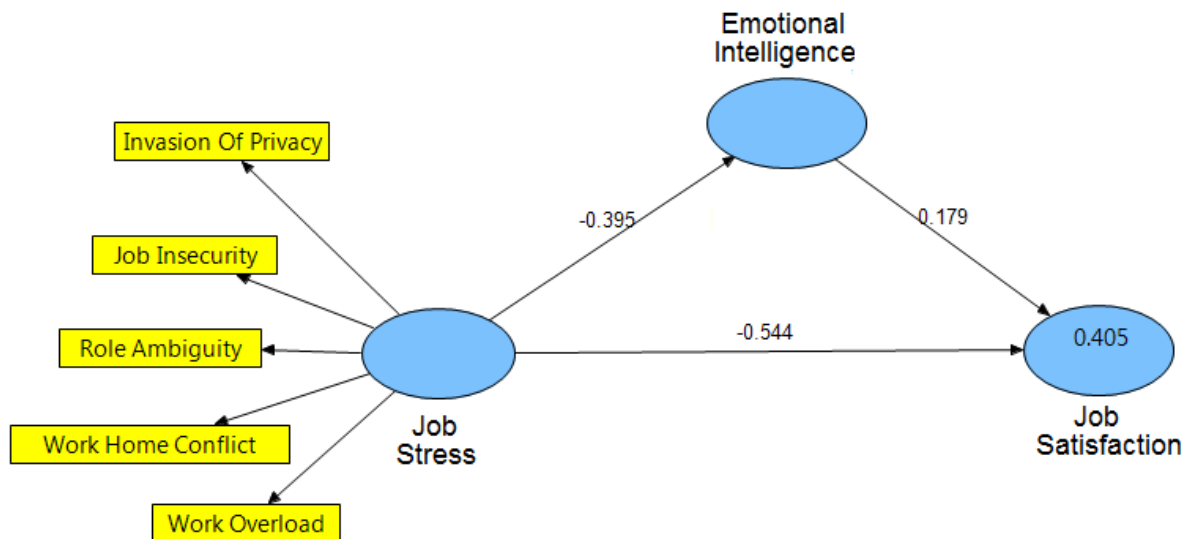 Emotional
Intelligence
Invasion Of Privacy
-0.395
0.179
Job Insecurity
Role Ambiguity
-0.544
0.405
Work Home Conflict
Job
Stress
Job
Satisfaction
Work Overload